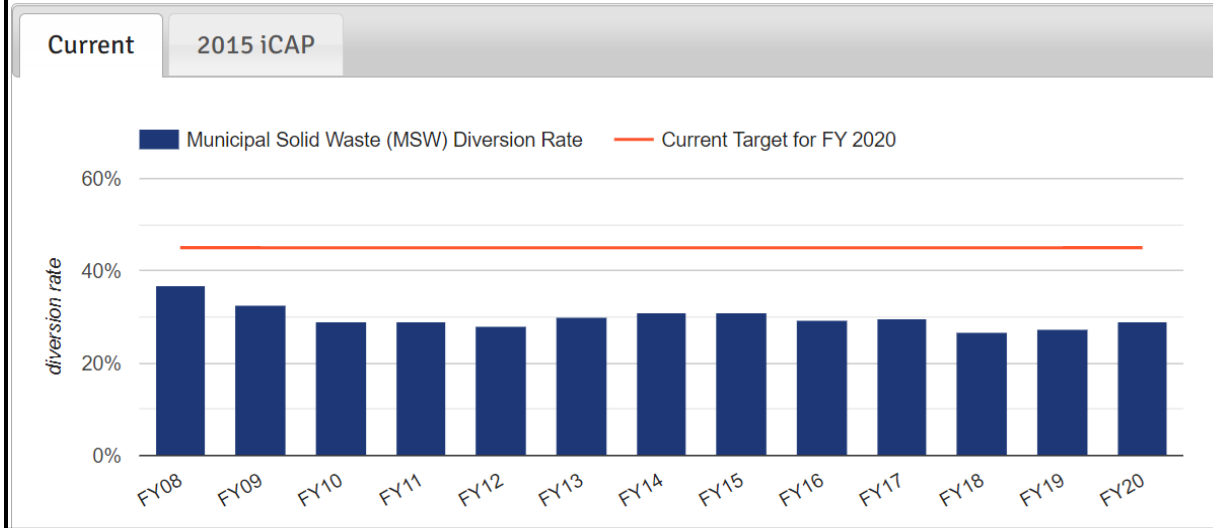 Current 2015 iCAP
Municipal Solid Waste (MSW) Diversion Rate Current Target for FY 2020
60%
40%
20%
0%
diversion rate
FY08 FY09 FY10 FY11 FY12 FY13 FY14 FY15 FY16 FY17 FY18 FY19 FY20